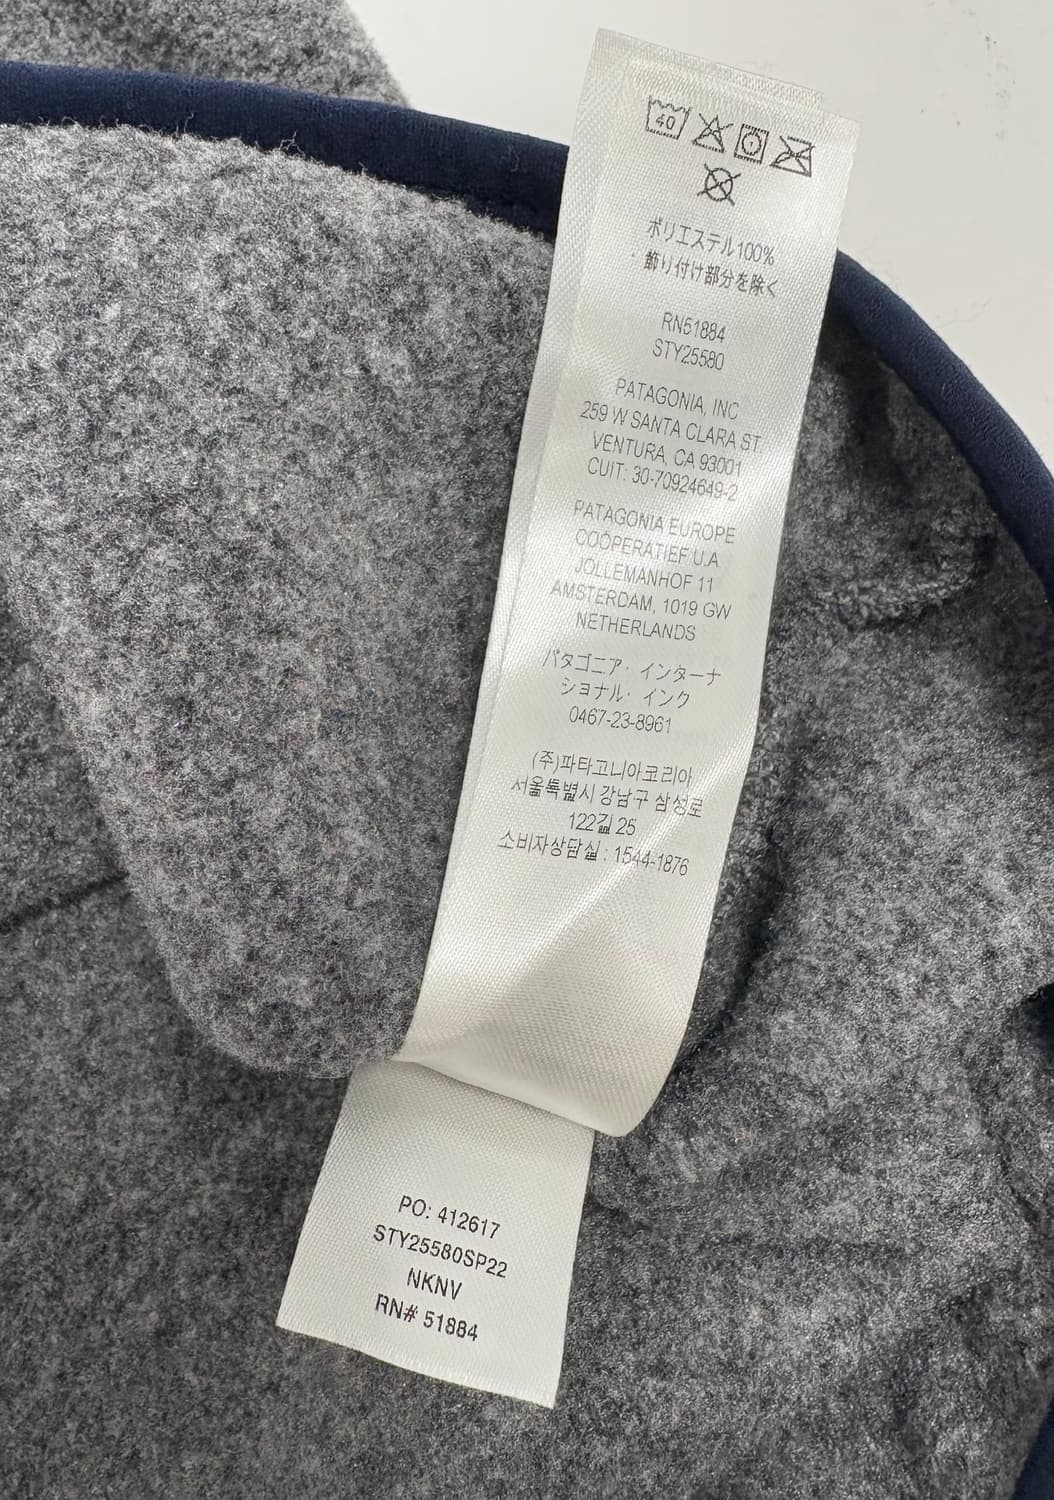 40
ポリエステル100%
・飾り付け部分を除く
RN51884
STY25580
PATAGONIA, INC
259 W SANTA CLARA ST.
VENTURA, CA 93001
CUIT: 30-70924649-2
PATAGONIA EUROPE
COÖPERATIEF U.A
JOLLEMANHOF 11
AMSTERDAM, 1019 GW
NETHERLANDS
パタゴニア・インターナ
ショナル・インク
0467-23-8961
(주)파타고니아코리아
서울특별시 강남구 삼성로
122길 25
소비자상담실 : 1544-1876
PO: 412617
STY25580SP22
NKNV
RN# 51884